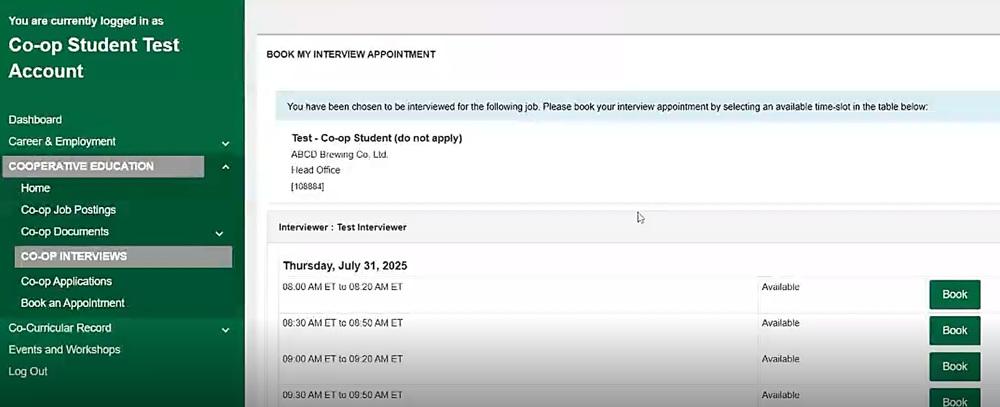 You are currently logged in as
Co-op Student Test
Account
Dashboard
Career & Employment
COOPERATIVE EDUCATION
Home
Co-op Job Postings
Co-op Documents
CO-OP INTERVIEWS
Co-op Applications
Book an Appointment
Co-Curricular Record
Events and Workshops
Log Out
BOOK MY INTERVIEW APPOINTMENT
You have been chosen to be interviewed for the following job. Please book your interview appointment by selecting an available time-slot in the table below:
Test - Co-op Student (do not apply)
ABCD Brewing Co. Ltd.
Head Office
[108884]
Interviewer : Test Interviewer
Thursday, July 31, 2025
08:00 AM ET to 08:20 AM ET Available Book
08:30 AM ET to 08:50 AM ET Available Book
09:00 AM ET to 09:20 AM ET Available Book
09:30 AM ET to 09:50 AM ET Available Book